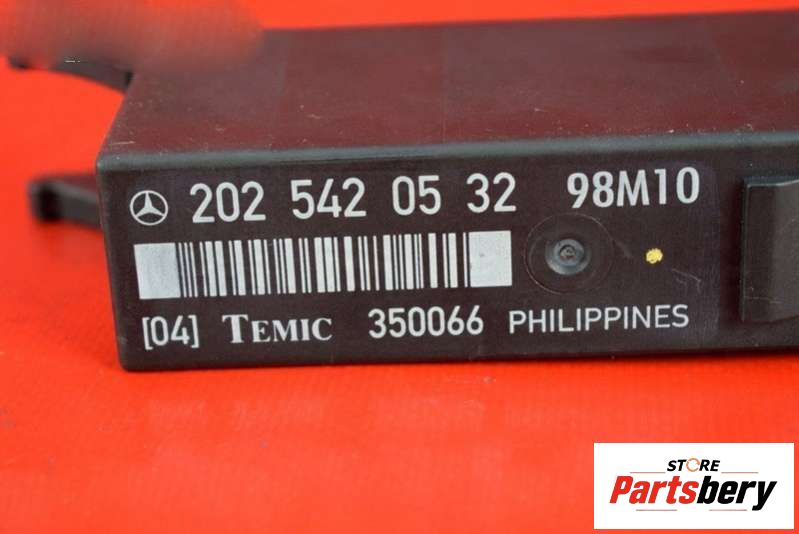 202 542 05 32 98M10
[04] TEMIC 350066 PHILIPPINES
STORE
Partsbery